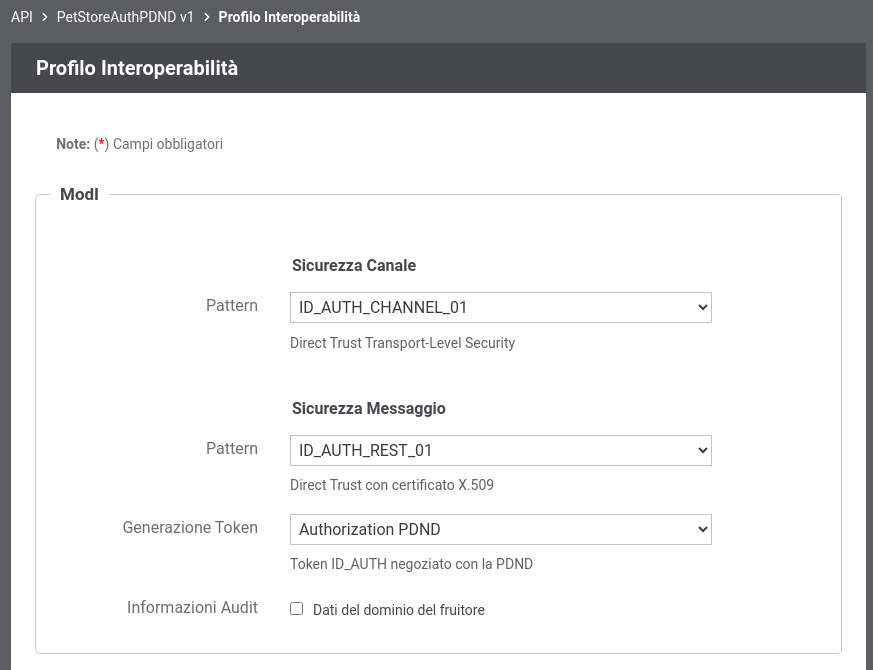 API > PetStoreAuthPDND v1 > Profilo Interoperabilità
Profilo Interoperabilità
Note: (*) Campi obbligatori
ModI
Sicurezza Canale
Pattern ID_AUTH_CHANNEL_01
Direct Trust Transport-Level Security
Sicurezza Messaggio
Pattern ID_AUTH_REST_01
Direct Trust con certificato X.509
Generazione Token Authorization PDND
Token ID_AUTH negoziato con la PDND
Informazioni Audit Dati del dominio del fruitore